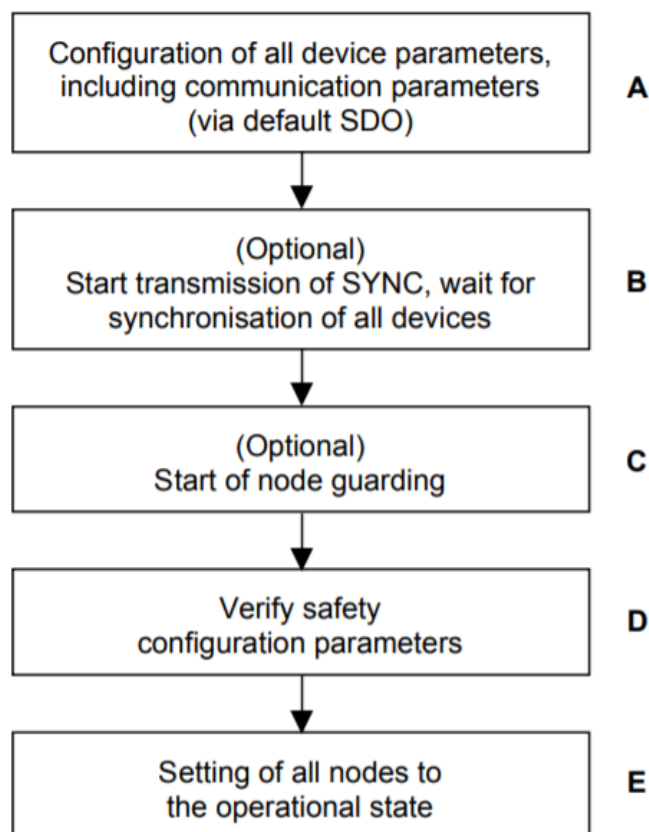 Configuration of all device parameters,
including communication parameters
(via default SDO)
A
(Optional)
Start transmission of SYNC, wait for
synchronisation of all devices
B
(Optional)
Start of node guarding
C
Verify safety
configuration parameters
D
Setting of all nodes to
the operational state
E